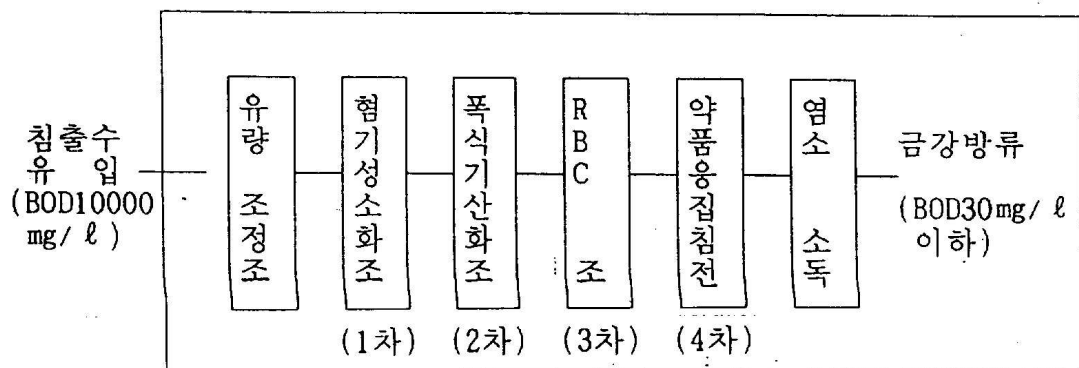 침출수
유 입
(BOD10000
mg/ℓ)
유량 조정조
혐기성소화조
폭식기산화조
RBC 조
약품응집침전
염소 소독
금강방류
(BOD30mg/ℓ
이하)
(1차) (2차) (3차) (4차)